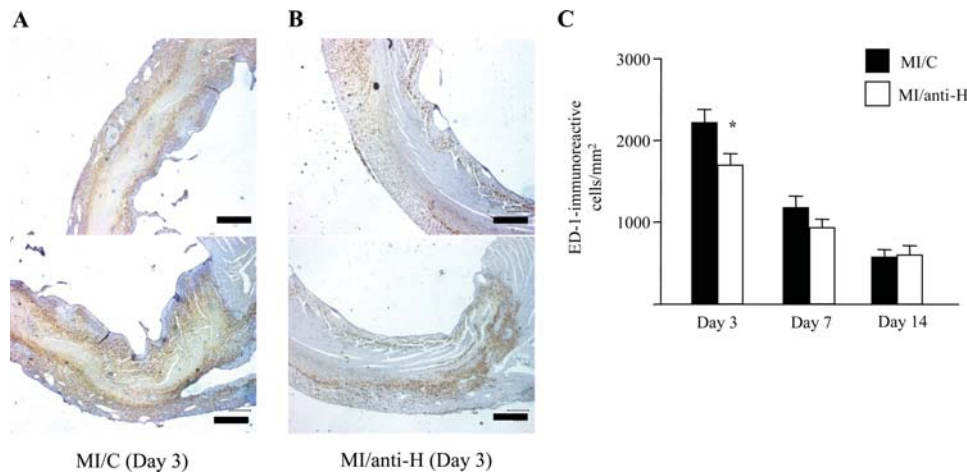 A
B
C
MI/C (Day 3)
MI/anti-H (Day 3)
3000
2000
1000
ED-1-immunoreactive
cells/mm²
MI/C
MI/anti-H
*
Day 3
Day 7
Day 14